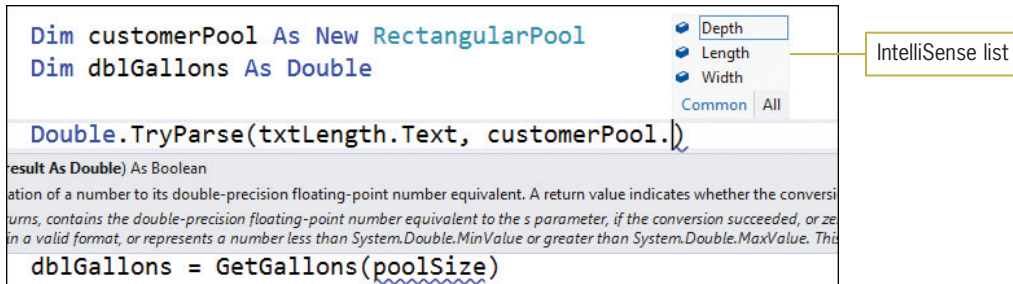 Dim customerPool As New RectangularPool
Dim dblGallons As Double
Depth
Length
Width
Common All
IntelliSense list
Double.TryParse(txtLength.Text, customerPool.)
result As Double) As Boolean
ation of a number to its double-precision floating-point number equivalent. A return value indicates whether the conversi
urns, contains the double-precision floating-point number equivalent to the s parameter, if the conversion succeeded, or ze
in a valid format, or represents a number less than System.Double.MinValue or greater than System.Double.MaxValue. This
dblGallons = GetGallons(poolSize)